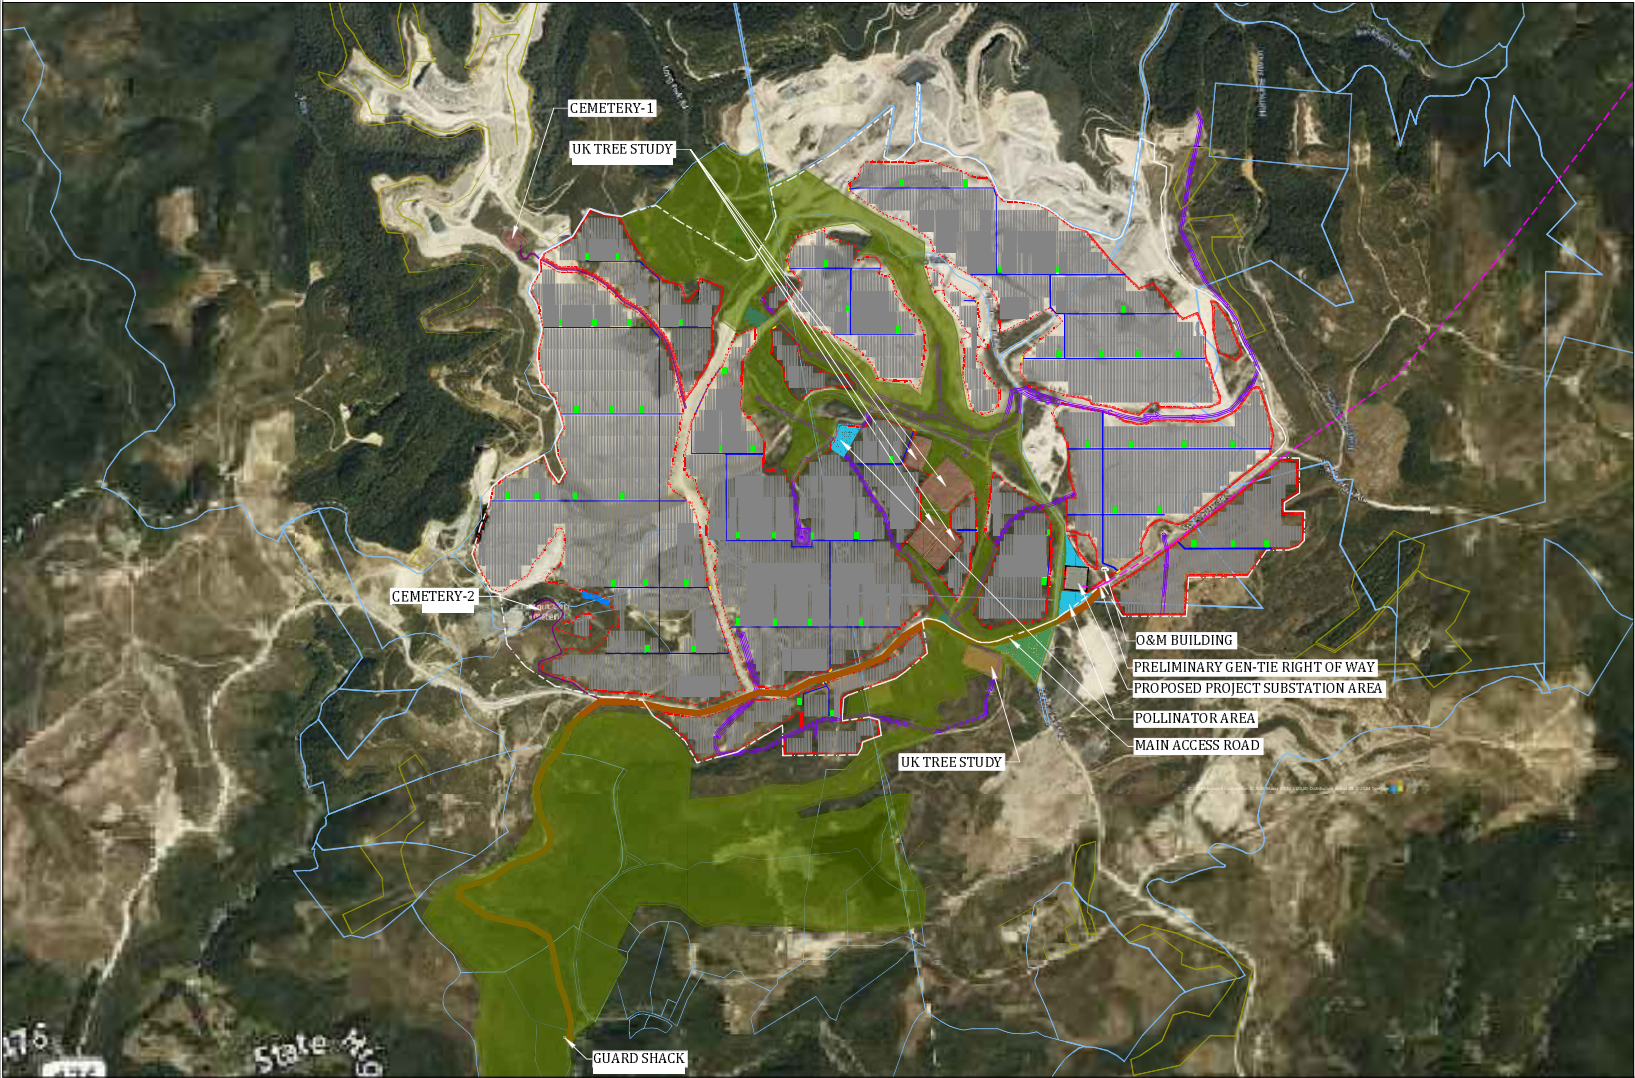 CEMETERY-1
UK TREE STUDY
CEMETERY-2
O&M BUILDING
PRELIMINARY GEN-TIE RIGHT OF WAY
PROPOSED PROJECT SUBSTATION AREA
POLLINATOR AREA
MAIN ACCESS ROAD
UK TREE STUDY
State Hwy
GUARD SHACK